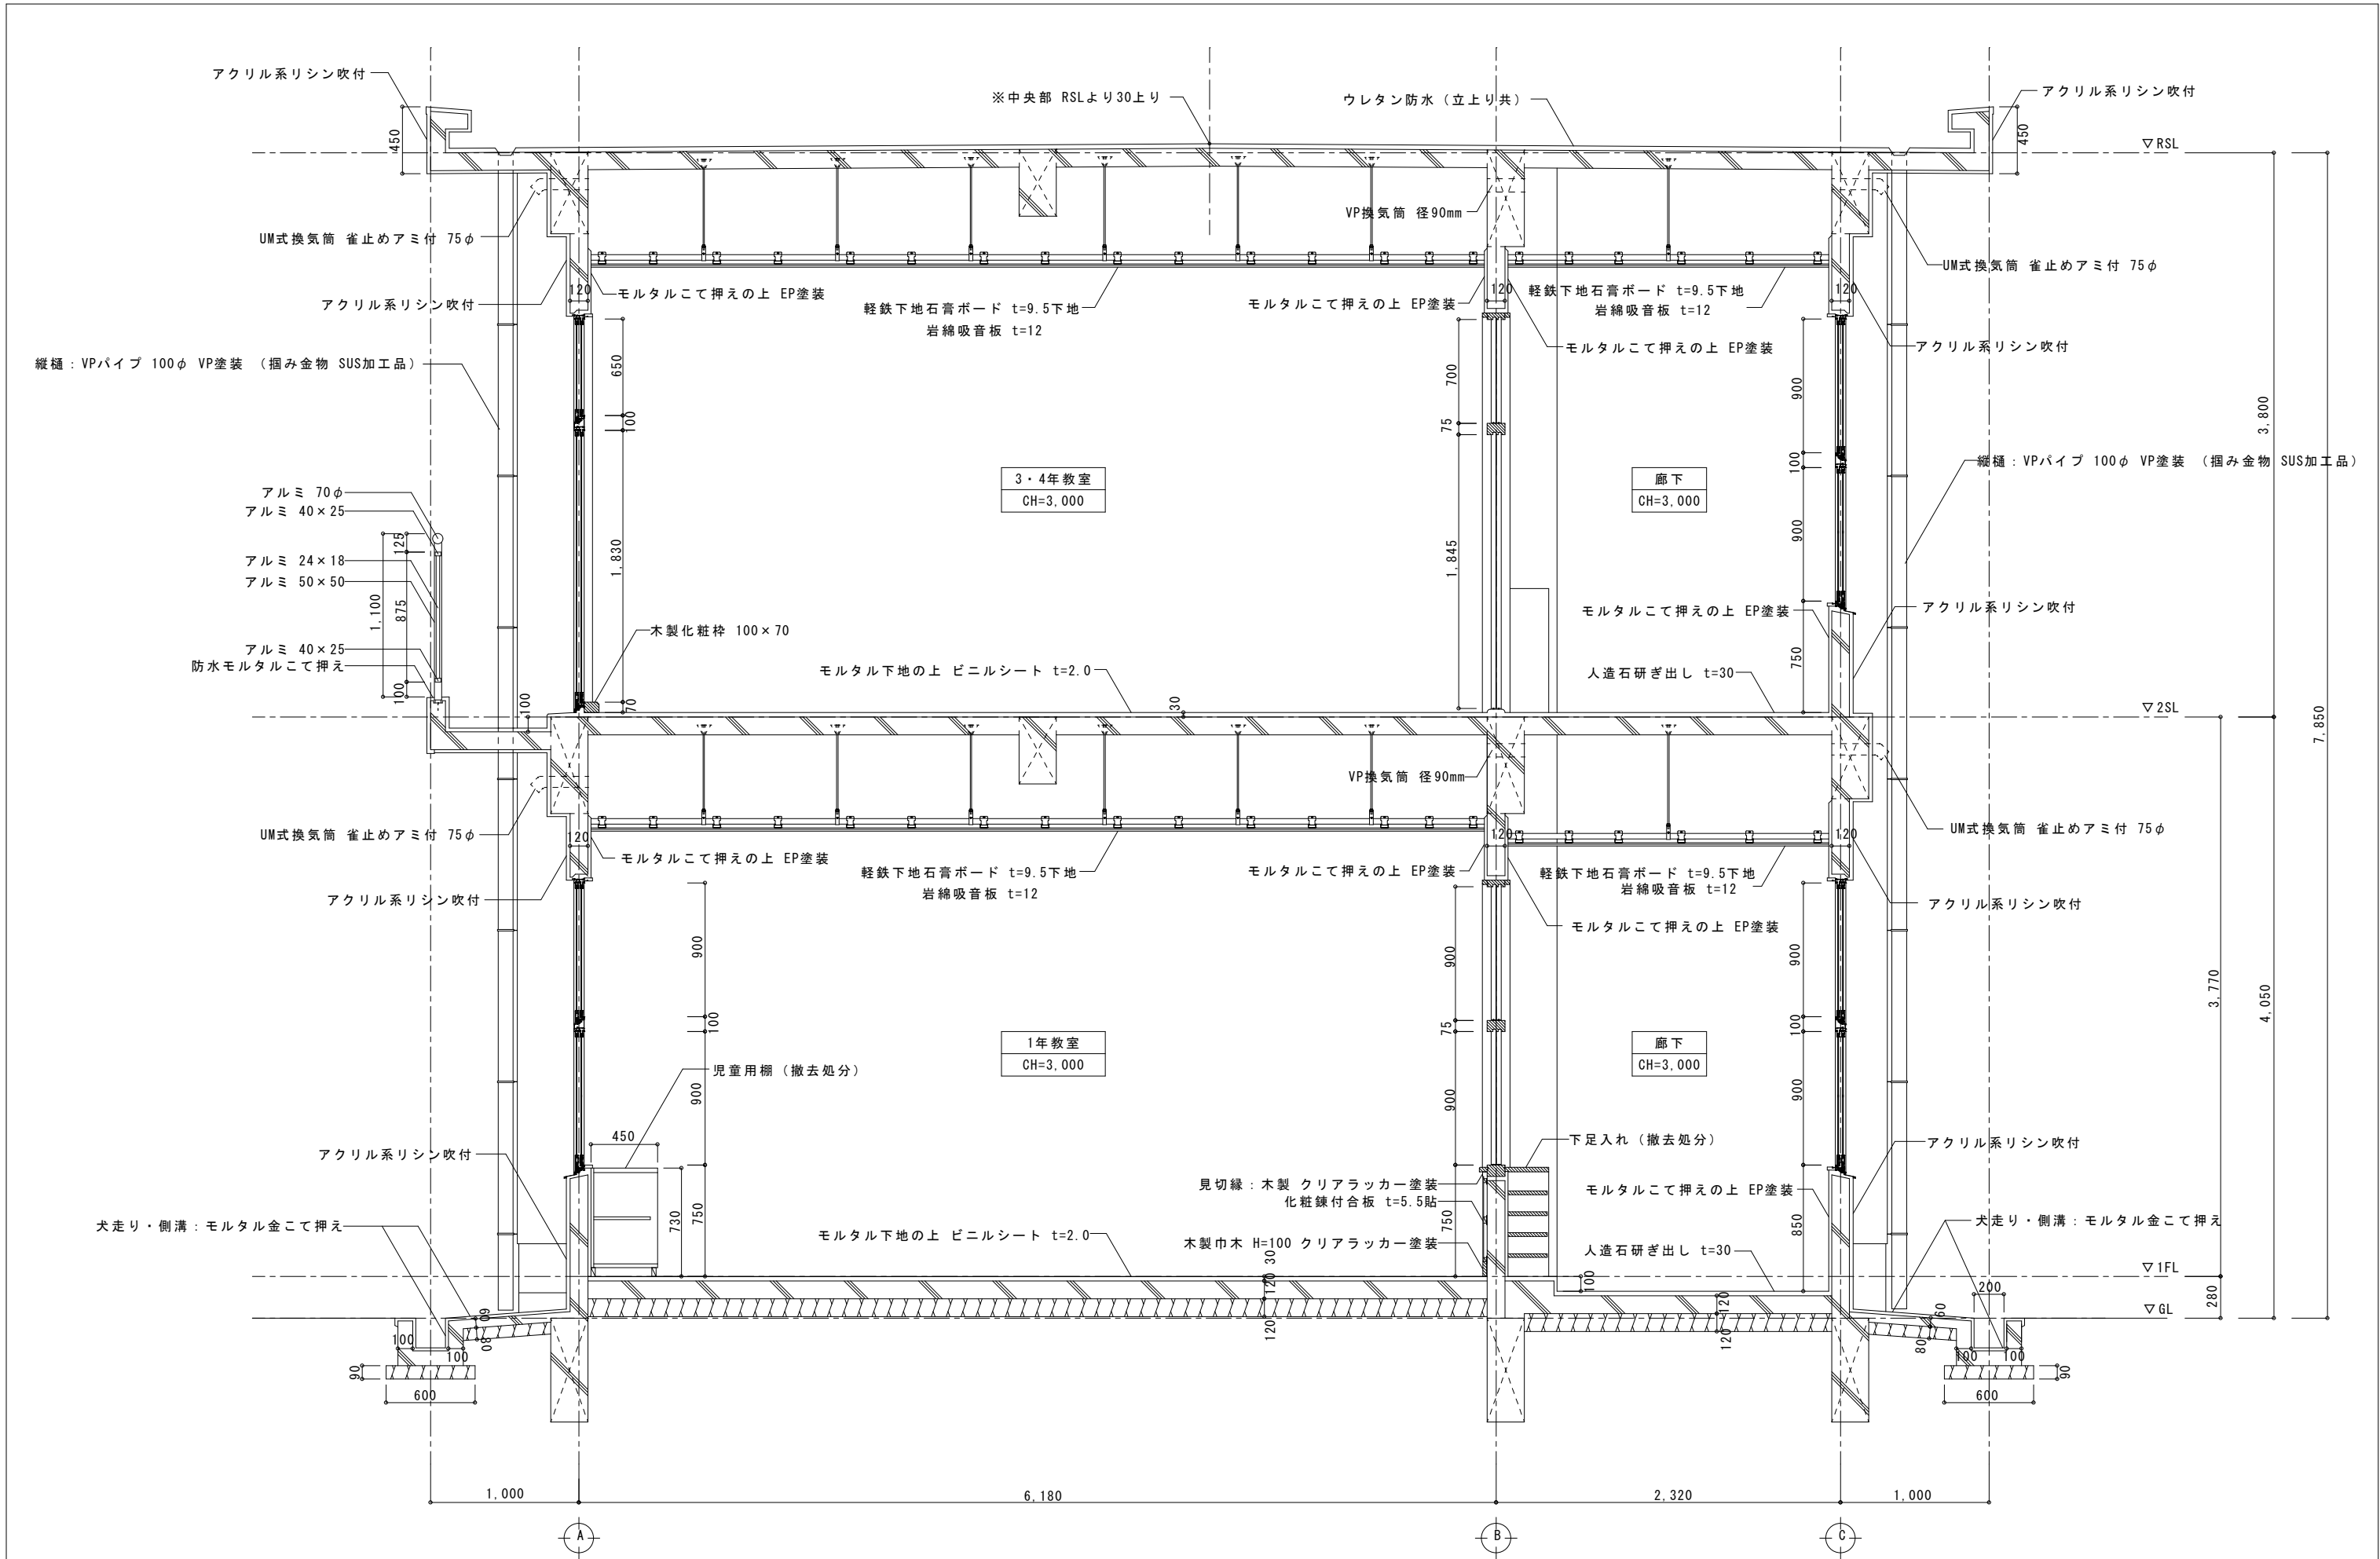 アクリル系リシン吹付
※中央部 RSLより30上り
ウレタン防水（立上り共）
アクリル系リシン吹付
450
450
▽RSL
VP換気筒 径90mm
UM式換気筒 雀止めアミ付 75φ
UM式換気筒 雀止めアミ付 75φ
120
モルタルこて押えの上 EP塗装
アクリル系リシン吹付
軽鉄下地石膏ボード t=9.5下地
岩綿吸音板 t=12
モルタルこて押えの上 EP塗装
120
軽鉄下地石膏ボード t=9.5下地
岩綿吸音板 t=12
120
モルタルこて押えの上 EP塗装
アクリル系リシン吹付
縦樋：VPパイプ 100φ VP塗装 （掴み金物 SUS加工品）
650
100
1,830
70
700
75
1,845
900
100
900
750
3,800
7,850
3・4年教室
CH=3,000
廊下
CH=3,000
縦樋：VPパイプ 100φ VP塗装 （掴み金物 SUS加工品）
アルミ 70φ
アルミ 40×25
アルミ 24×18
アルミ 50×50
アルミ 40×25
防水モルタルこて押え
125
875
1,100
100
100
木製化粧枠 100×70
モルタル下地の上 ビニルシート t=2.0
30
モルタルこて押えの上 EP塗装
アクリル系リシン吹付
人造石研ぎ出し t=30
▽2SL
VP換気筒 径90mm
UM式換気筒 雀止めアミ付 75φ
UM式換気筒 雀止めアミ付 75φ
120
モルタルこて押えの上 EP塗装
アクリル系リシン吹付
軽鉄下地石膏ボード t=9.5下地
岩綿吸音板 t=12
120
モルタルこて押えの上 EP塗装
軽鉄下地石膏ボード t=9.5下地
岩綿吸音板 t=12
120
モルタルこて押えの上 EP塗装
アクリル系リシン吹付
900
100
900
750
730
450
900
75
900
750
900
100
900
850
3,770
4,050
280
1年教室
CH=3,000
廊下
CH=3,000
児童用棚（撤去処分）
下足入れ（撤去処分）
アクリル系リシン吹付
アクリル系リシン吹付
見切縁：木製 クリアラッカー塗装
化粧錬付合板 t=5.5貼
モルタルこて押えの上 EP塗装
犬走り・側溝：モルタル金こて押え
犬走り・側溝：モルタル金こて押え
モルタル下地の上 ビニルシート t=2.0
木製巾木 H=100 クリアラッカー塗装
人造石研ぎ出し t=30
30
120
120
100
120
120
▽1FL
▽GL
200
60
80
100
100
90
600
60
80
100
100
90
600
1,000
6,180
2,320
1,000
A
B
C